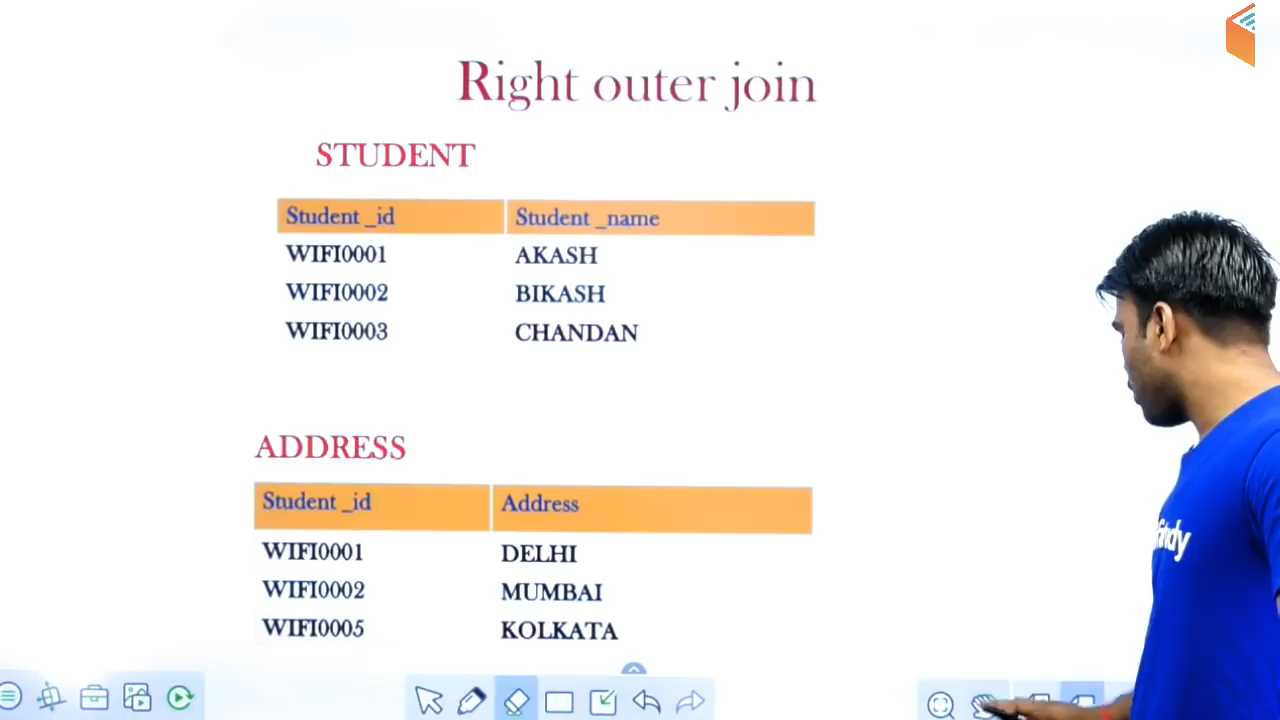 Right outer join
STUDENT
Student _id Student _name
WIFI0001 AKASH
WIFI0002 BIKASH
WIFI0003 CHANDAN
ADDRESS
Student _id Address
WIFI0001 DELHI
WIFI0002 MUMBAI
WIFI0005 KOLKATA